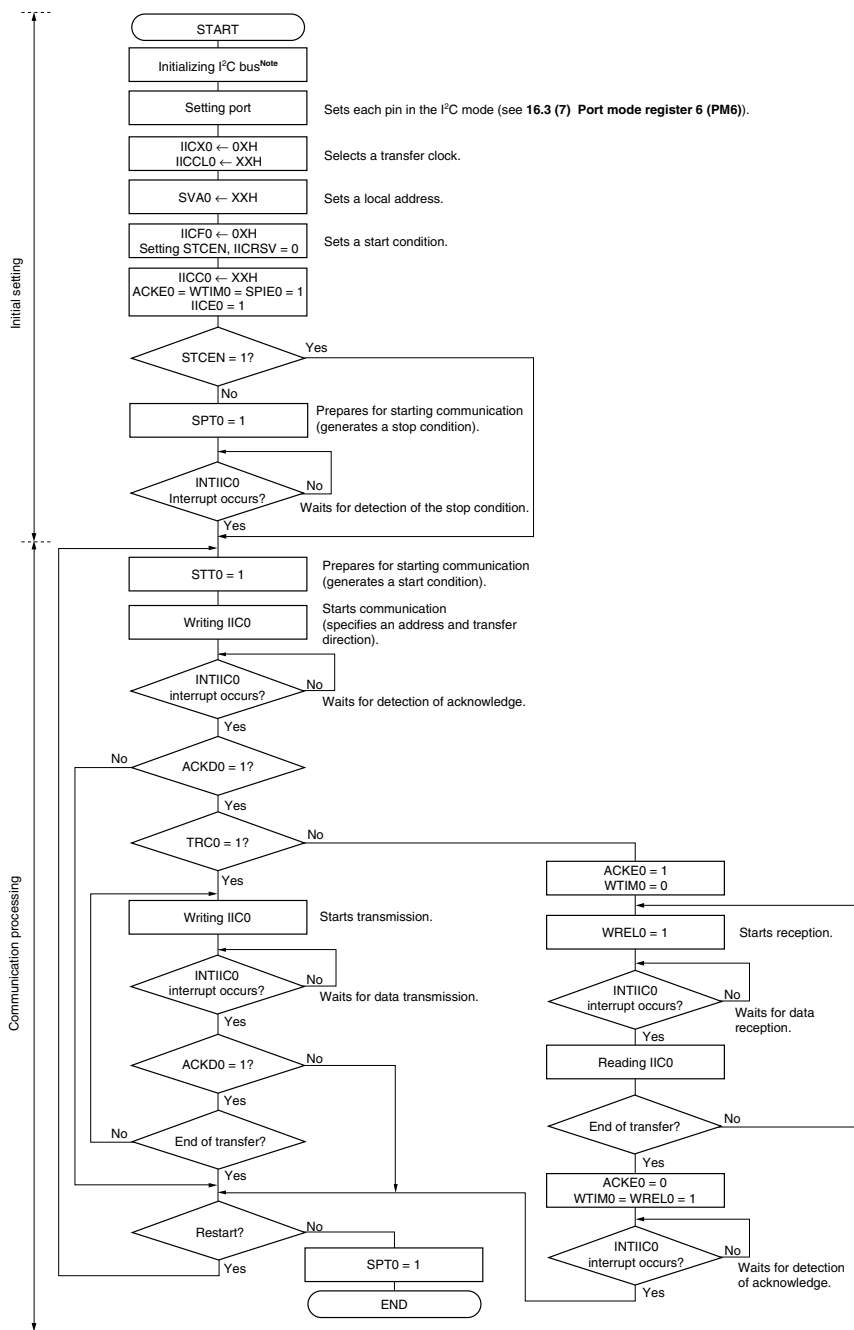 START
Initializing I²C busNote
Setting port
Sets each pin in the I²C mode (see 16.3 (7) Port mode register 6 (PM6)).
IICX0 ← 0XH
IICCL0 ← XXH
Selects a transfer clock.
SVA0 ← XXH
Sets a local address.
IICF0 ← 0XH
Setting STCEN, IICRSV = 0
Sets a start condition.
IICC0 ← XXH
ACKE0 = WTIM0 = SPIE0 = 1
IICE0 = 1
Initial setting
STCEN = 1?
Yes
No
SPT0 = 1
Prepares for starting communication
(generates a stop condition).
INTIIC0
Interrupt occurs?
No
Waits for detection of the stop condition.
Yes
STT0 = 1
Prepares for starting communication
(generates a start condition).
Writing IIC0
Starts communication
(specifies an address and transfer
direction).
INTIIC0
interrupt occurs?
No
Waits for detection of acknowledge.
Yes
No
ACKD0 = 1?
Yes
TRC0 = 1?
No
Yes
Communication processing
Writing IIC0
Starts transmission.
INTIIC0
interrupt occurs?
No
Waits for data transmission.
Yes
ACKD0 = 1?
No
Yes
No
End of transfer?
Yes
Restart?
No
Yes
SPT0 = 1
END
ACKE0 = 1
WTIM0 = 0
WREL0 = 1
Starts reception.
INTIIC0
interrupt occurs?
No
Waits for data
reception.
Yes
Reading IIC0
End of transfer?
No
Yes
ACKE0 = 0
WTIM0 = WREL0 = 1
INTIIC0
interrupt occurs?
No
Waits for detection
of acknowledge.
Yes